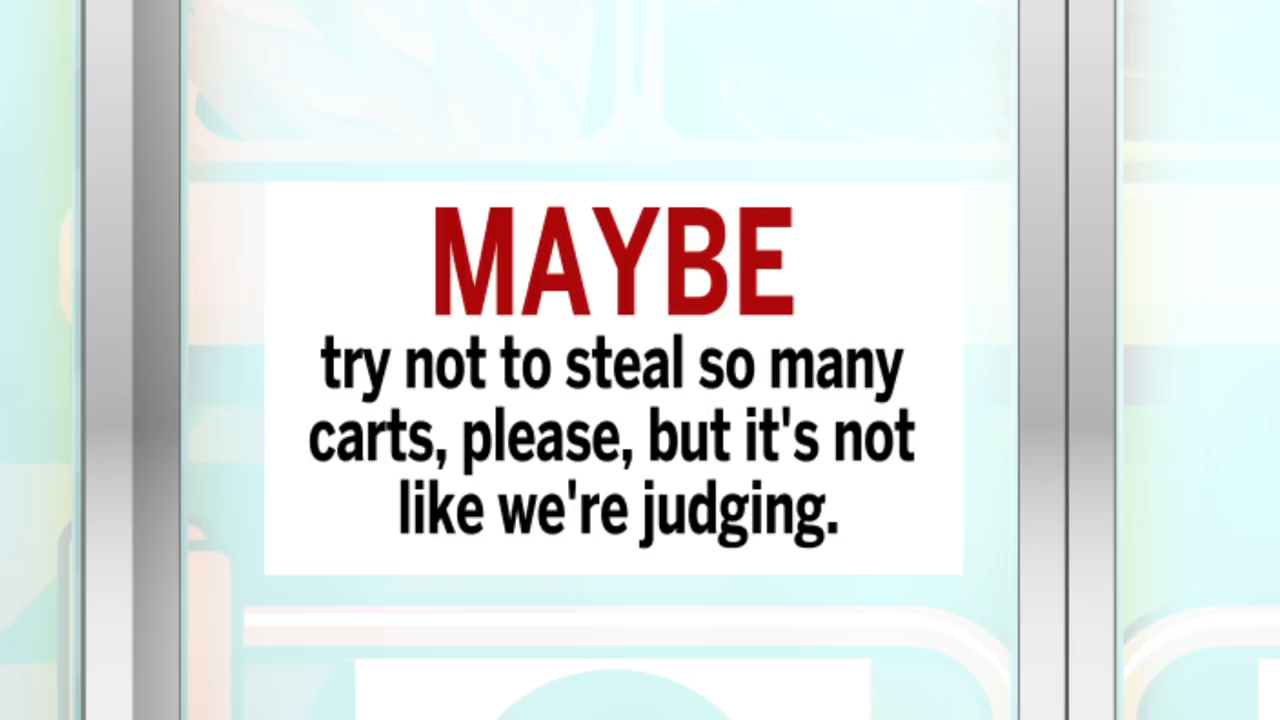 MAYBE
try not to steal so many
carts, please, but it's not
like we're judging.